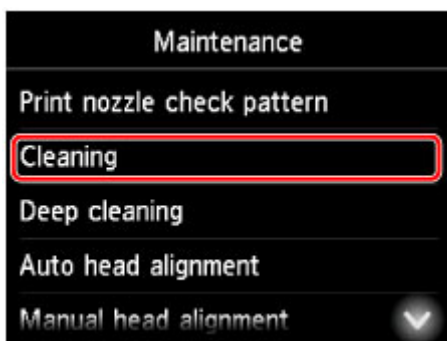 Maintenance
Print nozzle check pattern
Cleaning
Deep cleaning
Auto head alignment
Manual head alignment